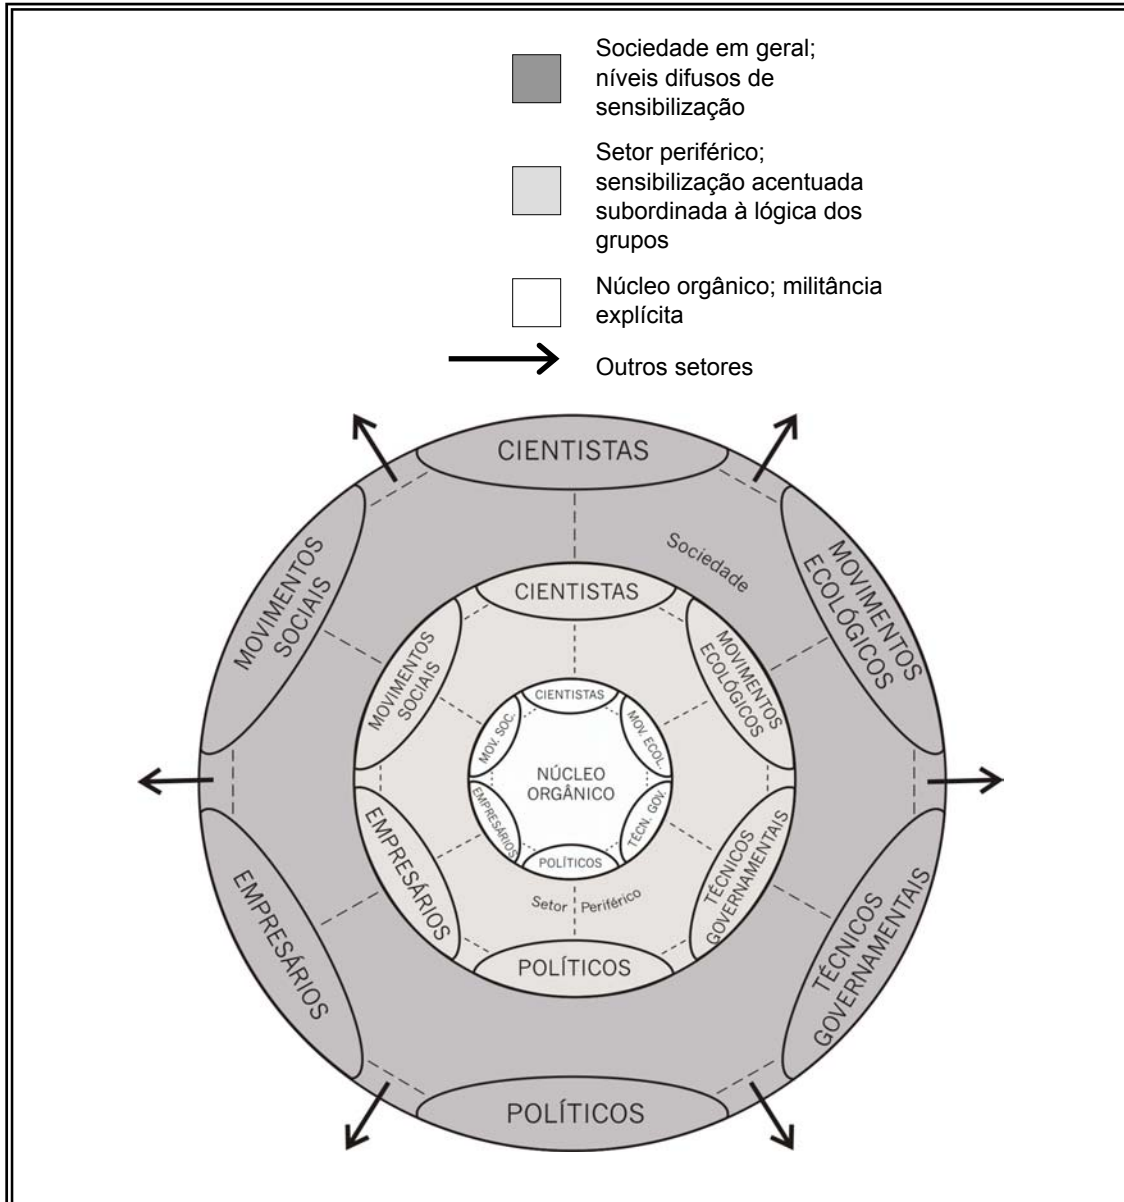 Sociedade em geral;
níveis difusos de
sensibilização
Setor periférico;
sensibilização acentuada
subordinada à lógica dos
grupos
Núcleo orgânico; militância
explícita
Outros setores
CIENTISTAS
MOVIMENTOS
SOCIAIS
Sociedade
MOVIMENTOS
ECOLÓGICOS
CIENTISTAS
MOVIMENTOS
SOCIAIS
MOVIMENTOS
ECOLÓGICOS
CIENTISTAS
MOV. SOC.
MOV. ECOL.
NÚCLEO
ORGÂNICO
EMPRESÁRIOS
TÉCN. GOV.
POLÍTICOS
EMPRESÁRIOS
Setor Periférico
TÉCNICOS
GOVERNAMENTAIS
POLÍTICOS
EMPRESÁRIOS
TÉCNICOS
GOVERNAMENTAIS
POLÍTICOS